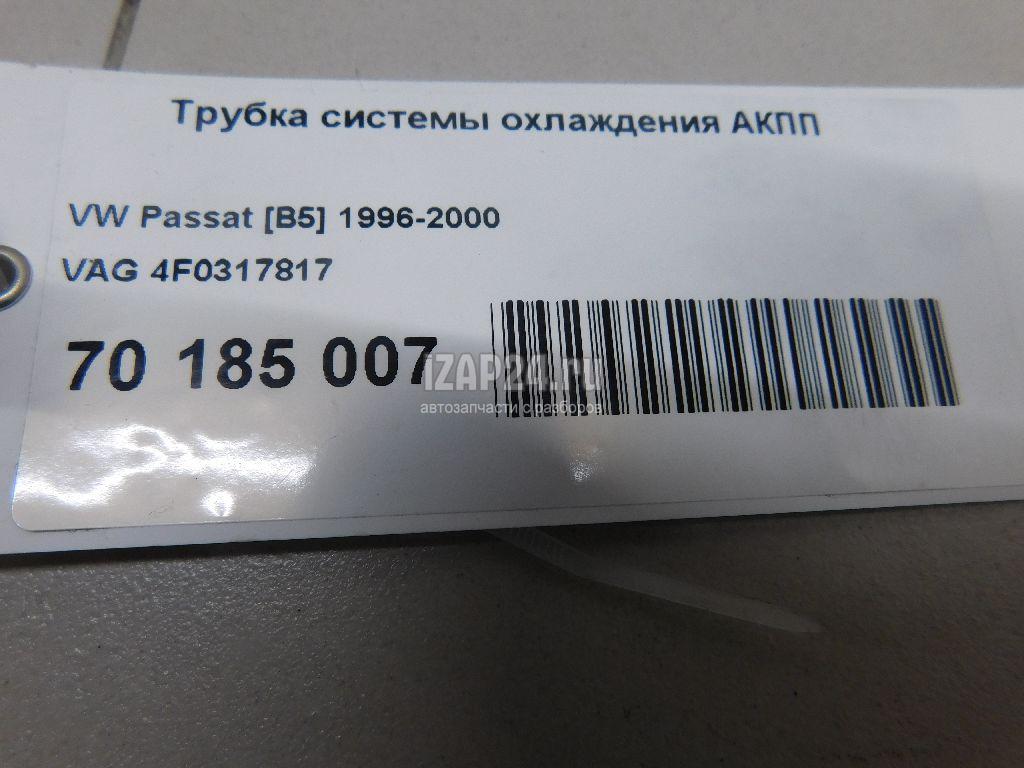 Трубка системы охлаждения АКПП
VW Passat [B5] 1996-2000
VAG 4F0317817
70 185 007
iZAP24.ru
автозапчасти с разборов